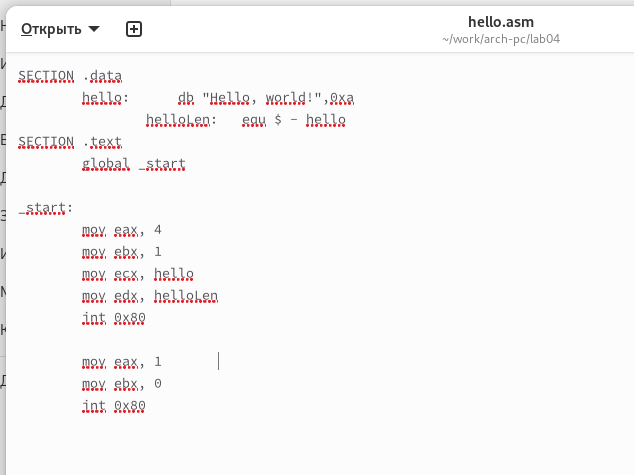 Открыть
hello.asm
~/work/arch-pc/lab04
SECTION .data
hello: db "Hello, world!",0xa
helloLen: equ $ - hello
SECTION .text
global _start
_start:
mov eax, 4
mov ebx, 1
mov ecx, hello
mov edx, helloLen
int 0x80
mov eax, 1
mov ebx, 0
int 0x80